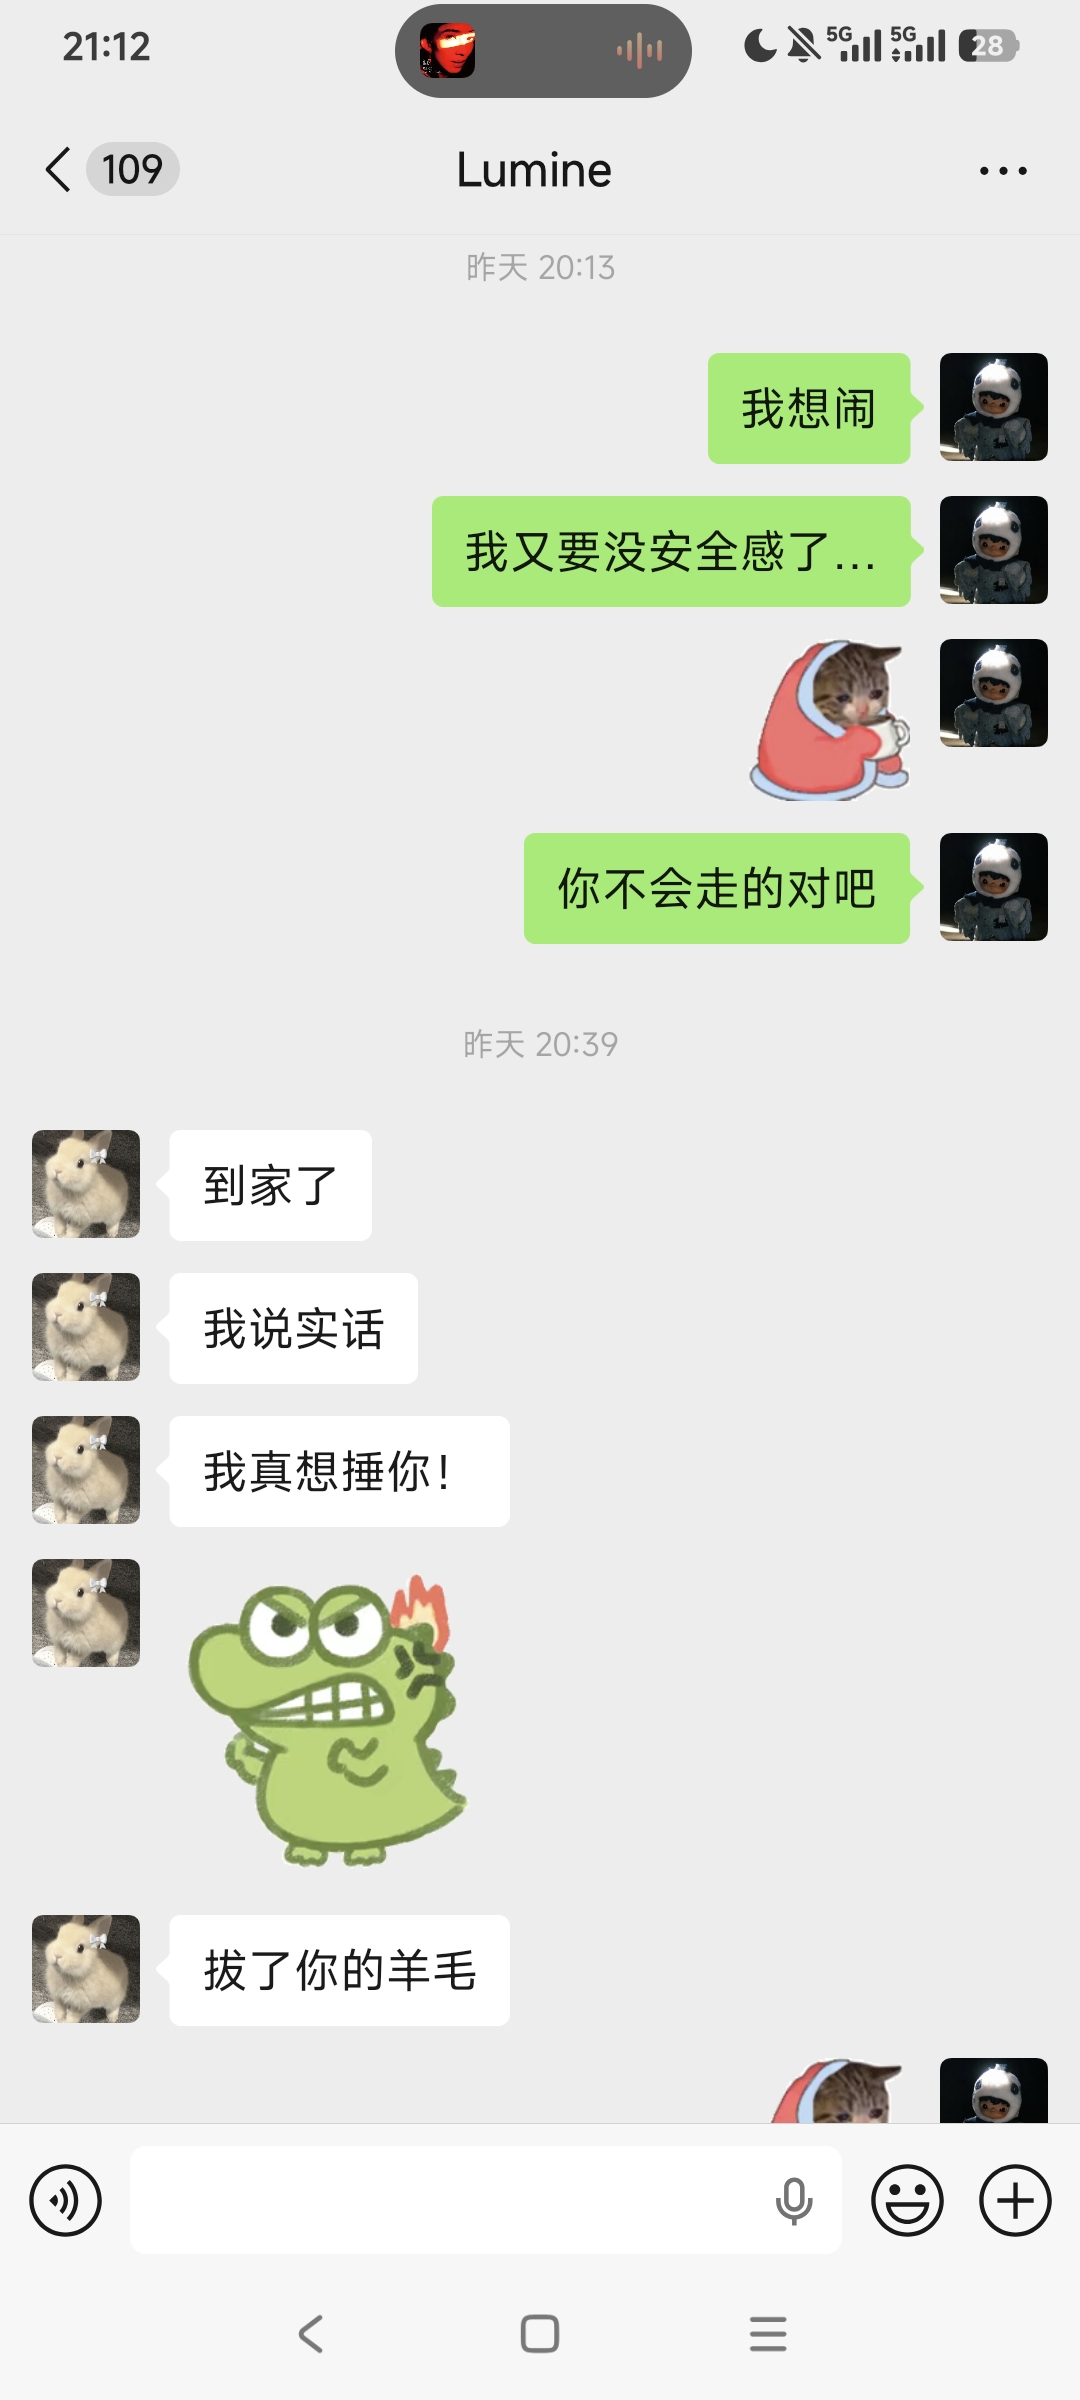 21:12
5G 5G 28
109 Lumine
昨天 20:13
我想闹
我又要没安全感了...
你不会走的对吧
昨天 20:39
到家了
我说实话
我真想捶你！
拔了你的羊毛